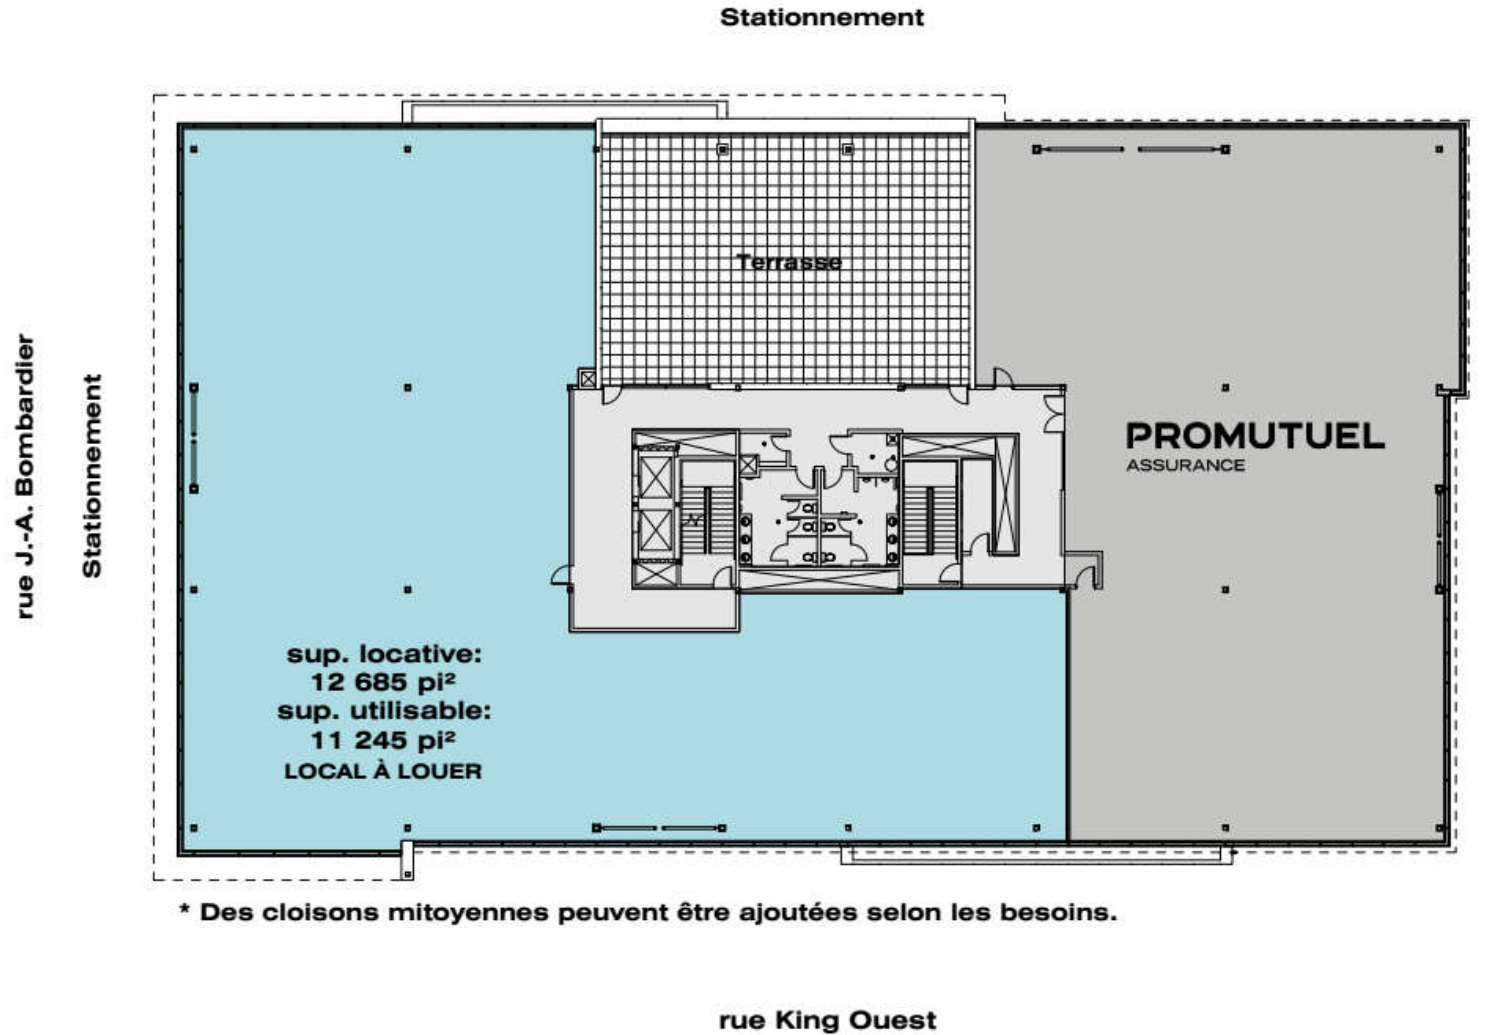 Stationnement
Terrasse
rue J.-A. Bombardier
Stationnement
PROMUTUEL
ASSURANCE
sup. locative:
12 685 pi²
sup. utilisable:
11 245 pi²
LOCAL À LOUER
* Des cloisons mitoyennes peuvent être ajoutées selon les besoins.
rue King Ouest